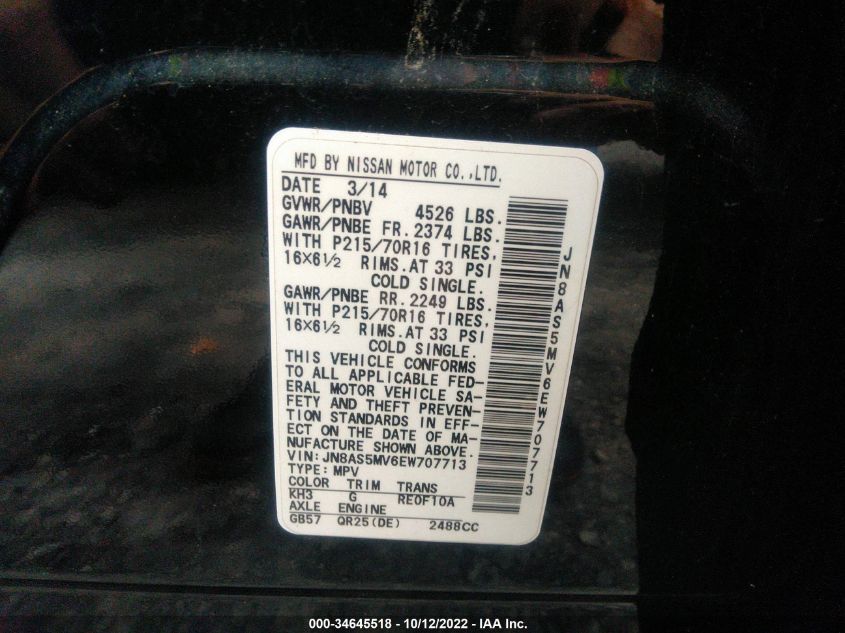 MFD BY NISSAN MOTOR CO.,LTD.
DATE 3/14
GVWR/PNBV 4526 LBS.
GAWR/PNBE FR. 2374 LBS.
WITH P215/70R16 TIRES,
16X6½ RIMS. AT 33 PSI
COLD SINGLE.
GAWR/PNBE RR. 2249 LBS.
WITH P215/70R16 TIRES,
16X6½ RIMS. AT 33 PSI
COLD SINGLE.
THIS VEHICLE CONFORMS
TO ALL APPLICABLE FED-
ERAL MOTOR VEHICLE SA-
FETY AND THEFT PREVEN-
TION STANDARDS IN EFF-
ECT ON THE DATE OF MA-
NUFACTURE SHOWN ABOVE.
VIN:JN8AS5MV6EW707713
TYPE:MPV
COLOR TRIM TRANS
KH3 G RE0F10A
AXLE ENGINE
GB57 QR25(DE) 2488CC
JN8AS5MV6EW707713
000-34645518 - 10/12/2022 - IAA Inc.